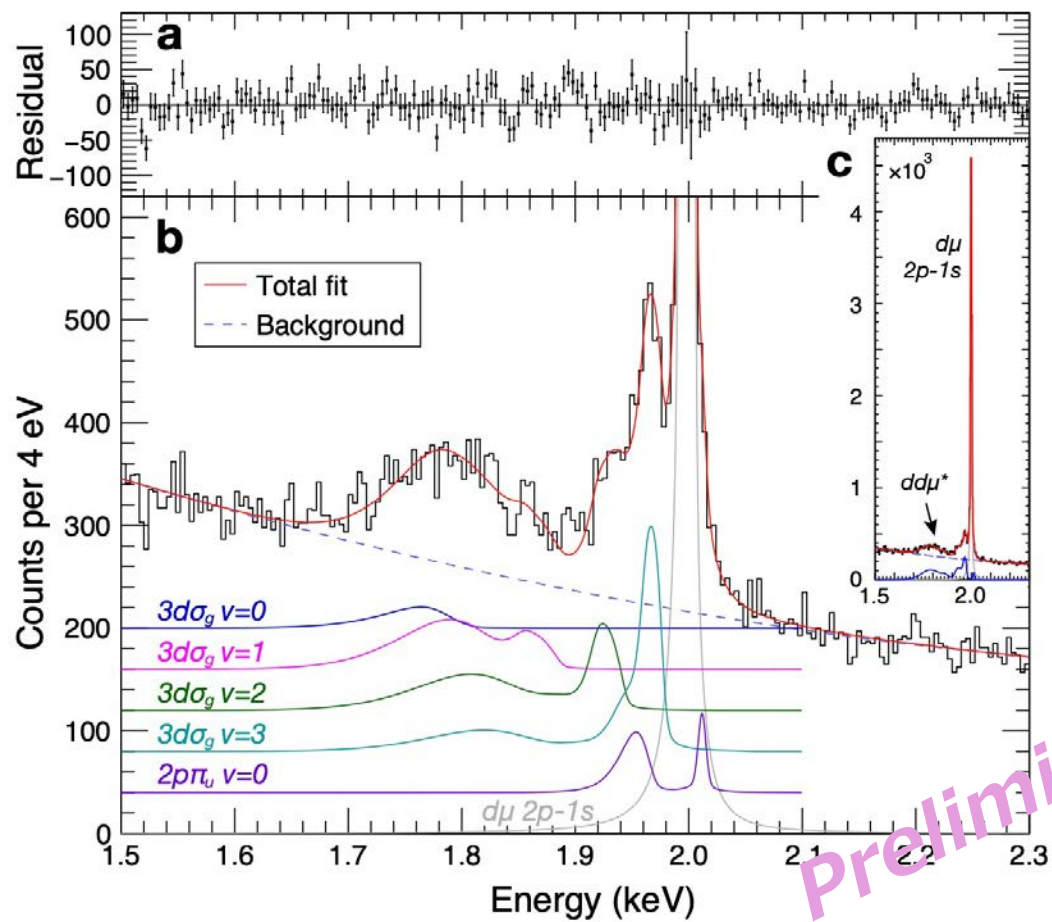 a
Residual
100
50
0
−50
−100
b
Total fit
Background
Counts per 4 eV
600
500
400
300
200
100
0
3dσg v=0
3dσg v=1
3dσg v=2
3dσg v=3
2pπu v=0
dμ 2p-1s
1.5 1.6 1.7 1.8 1.9 2.0 2.1 2.2 2.3
Energy (keV)
c
×10³
4
3
2
1
0
dμ
2p-1s
ddμ*
1.5 2.0
Prelimi